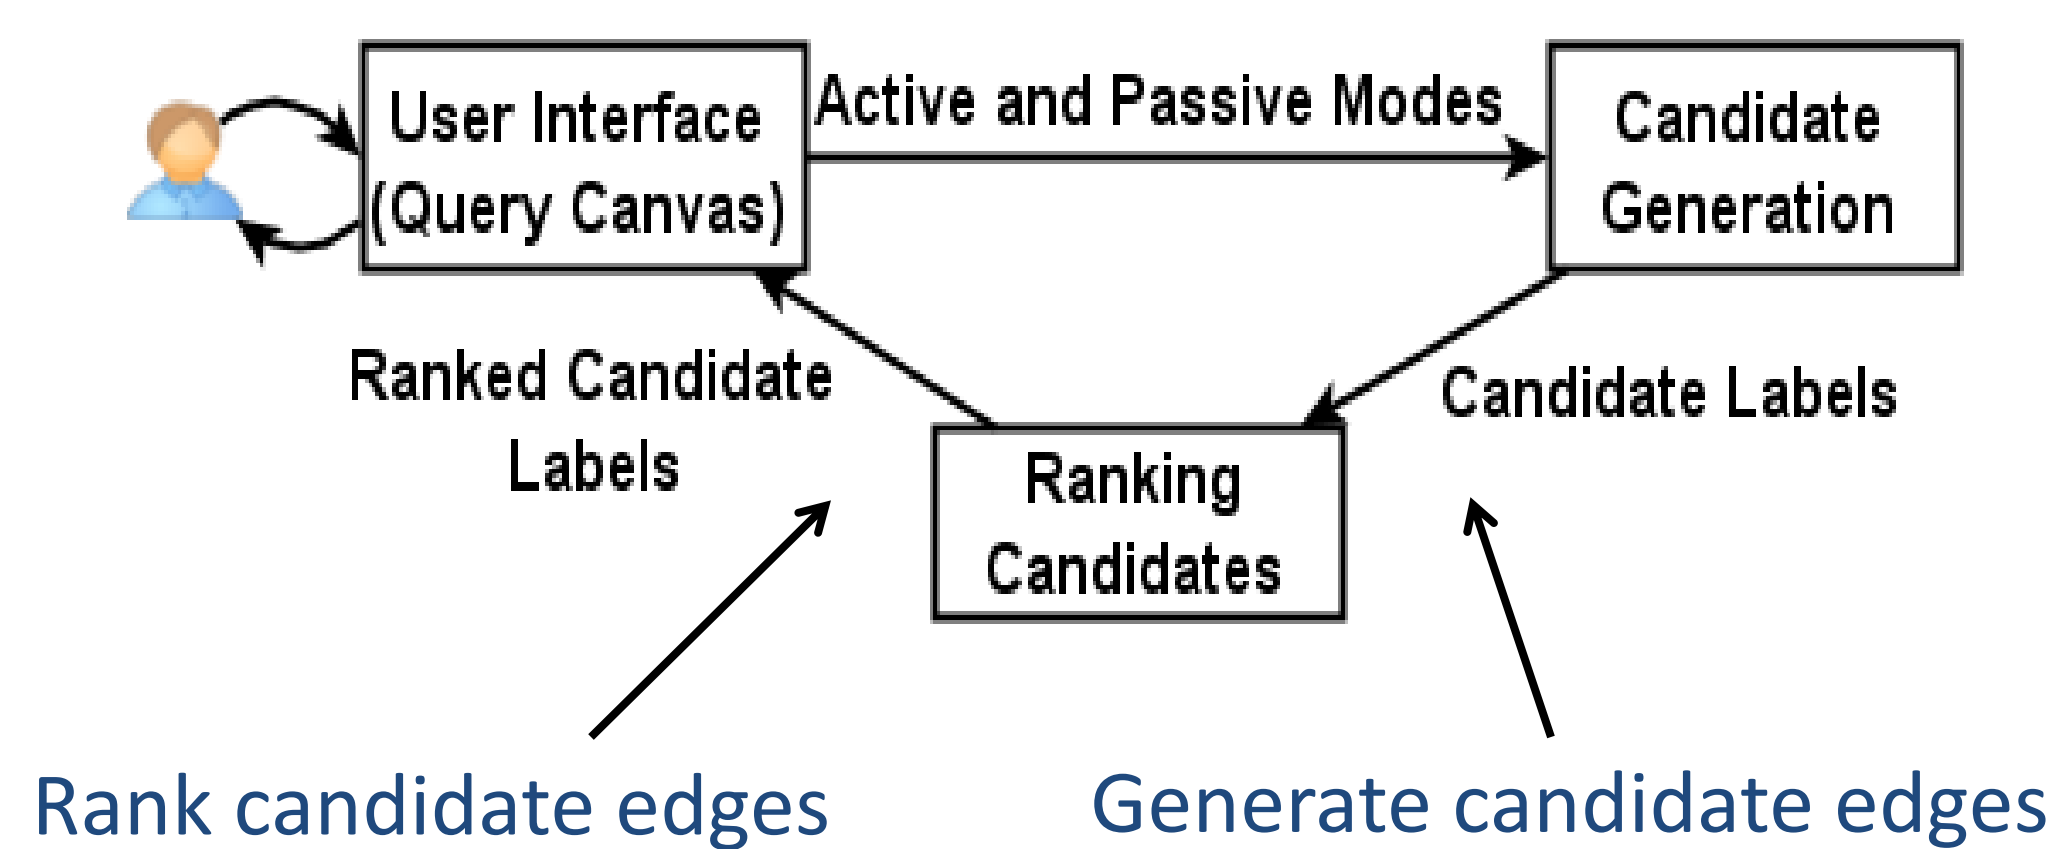 User Interface
(Query Canvas)
Active and Passive Modes
Candidate
Generation
Ranked Candidate
Labels
Candidate Labels
Ranking
Candidates
Rank candidate edges
Generate candidate edges